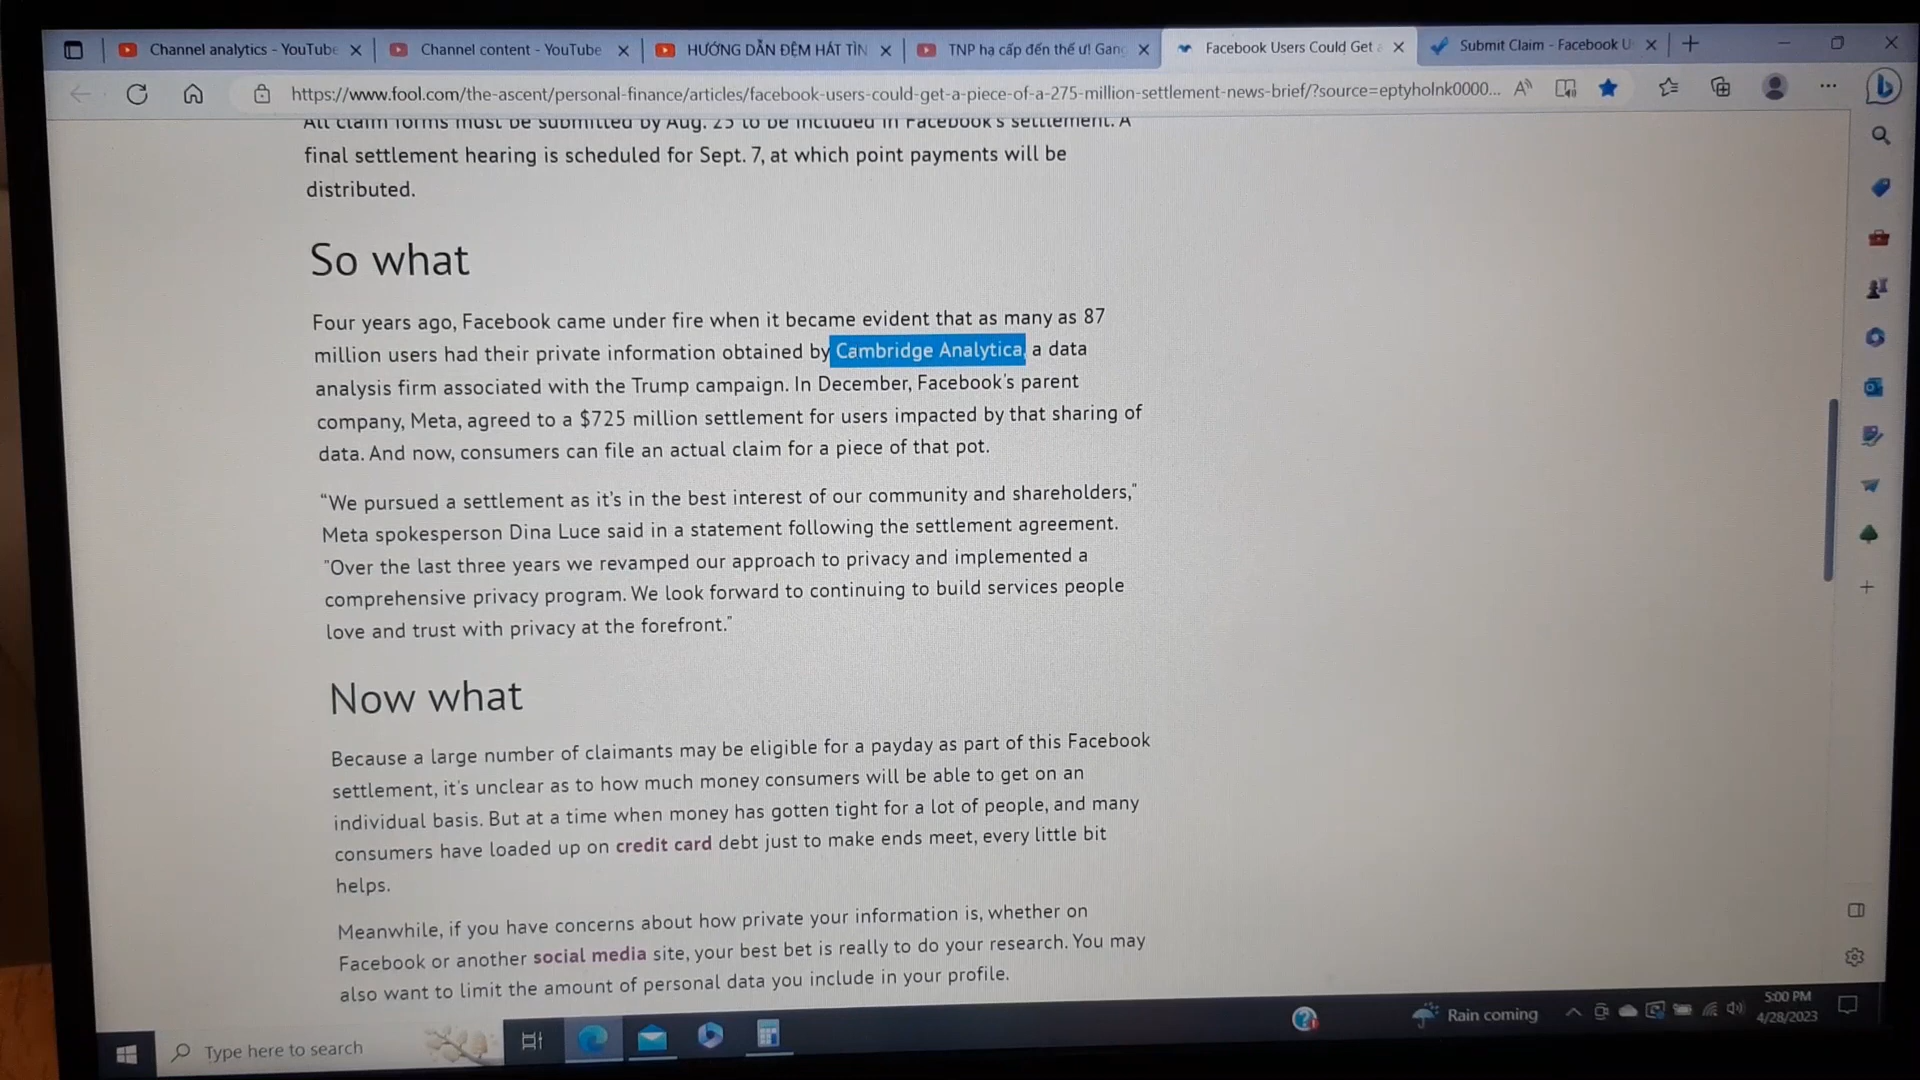 Channel analytics - YouTube
Channel content - YouTube
HƯỚNG DẪN ĐỆM HÁT TÌN
TNP hạ cấp đến thế ư! Gang
Facebook Users Could Get a
Submit Claim - Facebook U
https://www.fool.com/the-ascent/personal-finance/articles/facebook-users-could-get-a-piece-of-a-275-million-settlement-news-brief/?source=eptyholnk0000...
All claim forms must be submitted by Aug. 25 to be included in Facebook's settlement. A
final settlement hearing is scheduled for Sept. 7, at which point payments will be
distributed.
So what
Four years ago, Facebook came under fire when it became evident that as many as 87
million users had their private information obtained by Cambridge Analytica, a data
analysis firm associated with the Trump campaign. In December, Facebook's parent
company, Meta, agreed to a $725 million settlement for users impacted by that sharing of
data. And now, consumers can file an actual claim for a piece of that pot.
“We pursued a settlement as it's in the best interest of our community and shareholders,"
Meta spokesperson Dina Luce said in a statement following the settlement agreement.
"Over the last three years we revamped our approach to privacy and implemented a
comprehensive privacy program. We look forward to continuing to build services people
love and trust with privacy at the forefront."
Now what
Because a large number of claimants may be eligible for a payday as part of this Facebook
settlement, it's unclear as to how much money consumers will be able to get on an
individual basis. But at a time when money has gotten tight for a lot of people, and many
consumers have loaded up on credit card debt just to make ends meet, every little bit
helps.
Meanwhile, if you have concerns about how private your information is, whether on
Facebook or another social media site, your best bet is really to do your research. You may
also want to limit the amount of personal data you include in your profile.
Type here to search
Rain coming
5:00 PM
4/28/2023